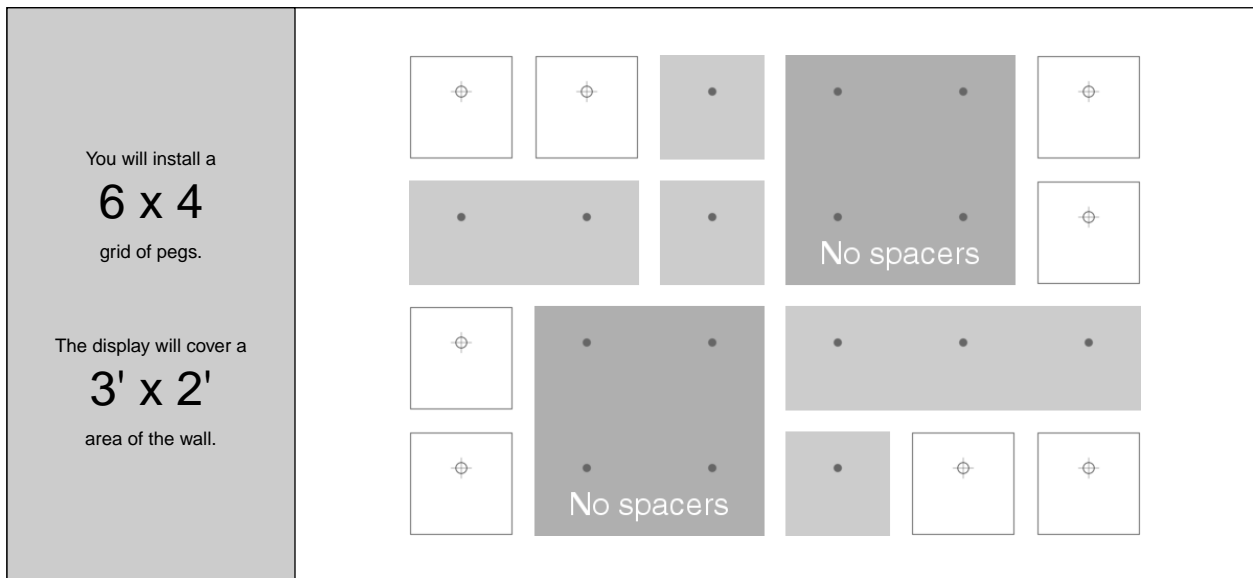 You will install a
6 x 4
grid of pegs.
The display will cover a
3' x 2'
area of the wall.
No spacers
No spacers